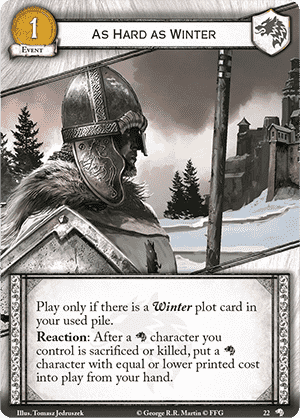 1
Event
As Hard as Winter
Play only if there is a Winter plot card in
your used pile.
Reaction: After a character you
control is sacrificed or killed, put a
character with equal or lower printed cost
into play from your hand.
Illus. Tomasz Jedruszek © George R.R. Martin © FFG 22